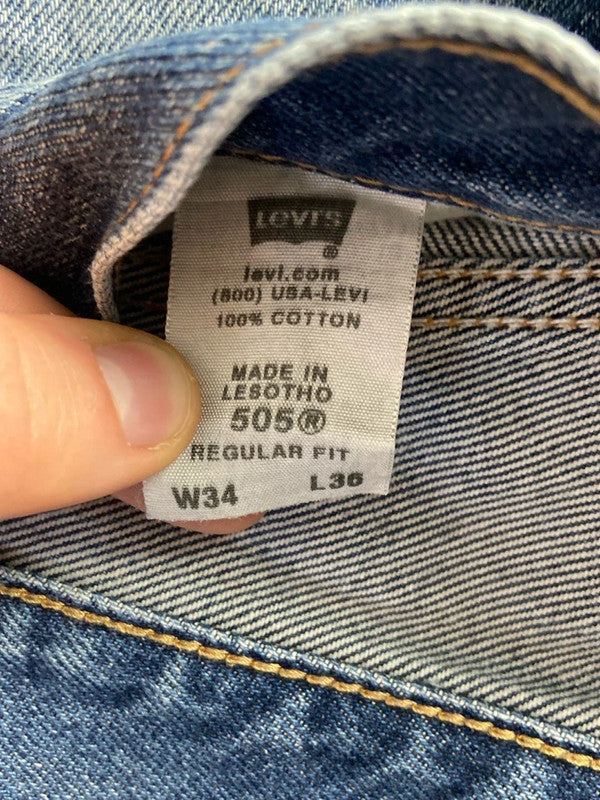 LEVI'S
®
levi.com
(800) USA-LEVI
100% COTTON
MADE IN
LESOTHO
505®
REGULAR FIT
W34 L36